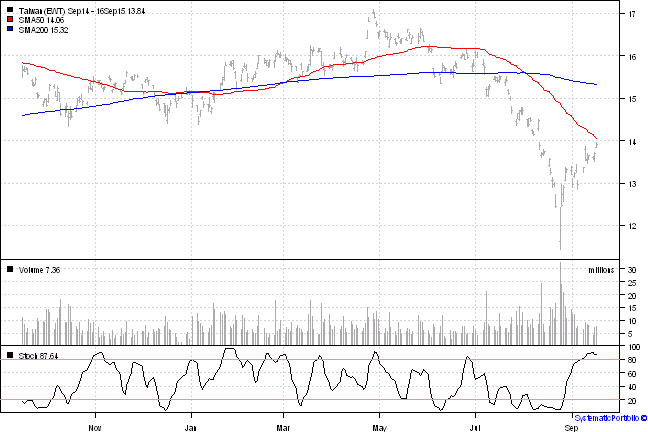 Taiwan (EWT) Sep14 - 16Sep15 13.84
SMA50 14.06
SMA200 15.32
17
16
15
14
13
12
Volume 7.36
millions
30
25
20
15
10
5
Stoch 87.64
100
80
60
40
20
Nov Jan Mar May Jul Sep
SystematicPortfolio ©